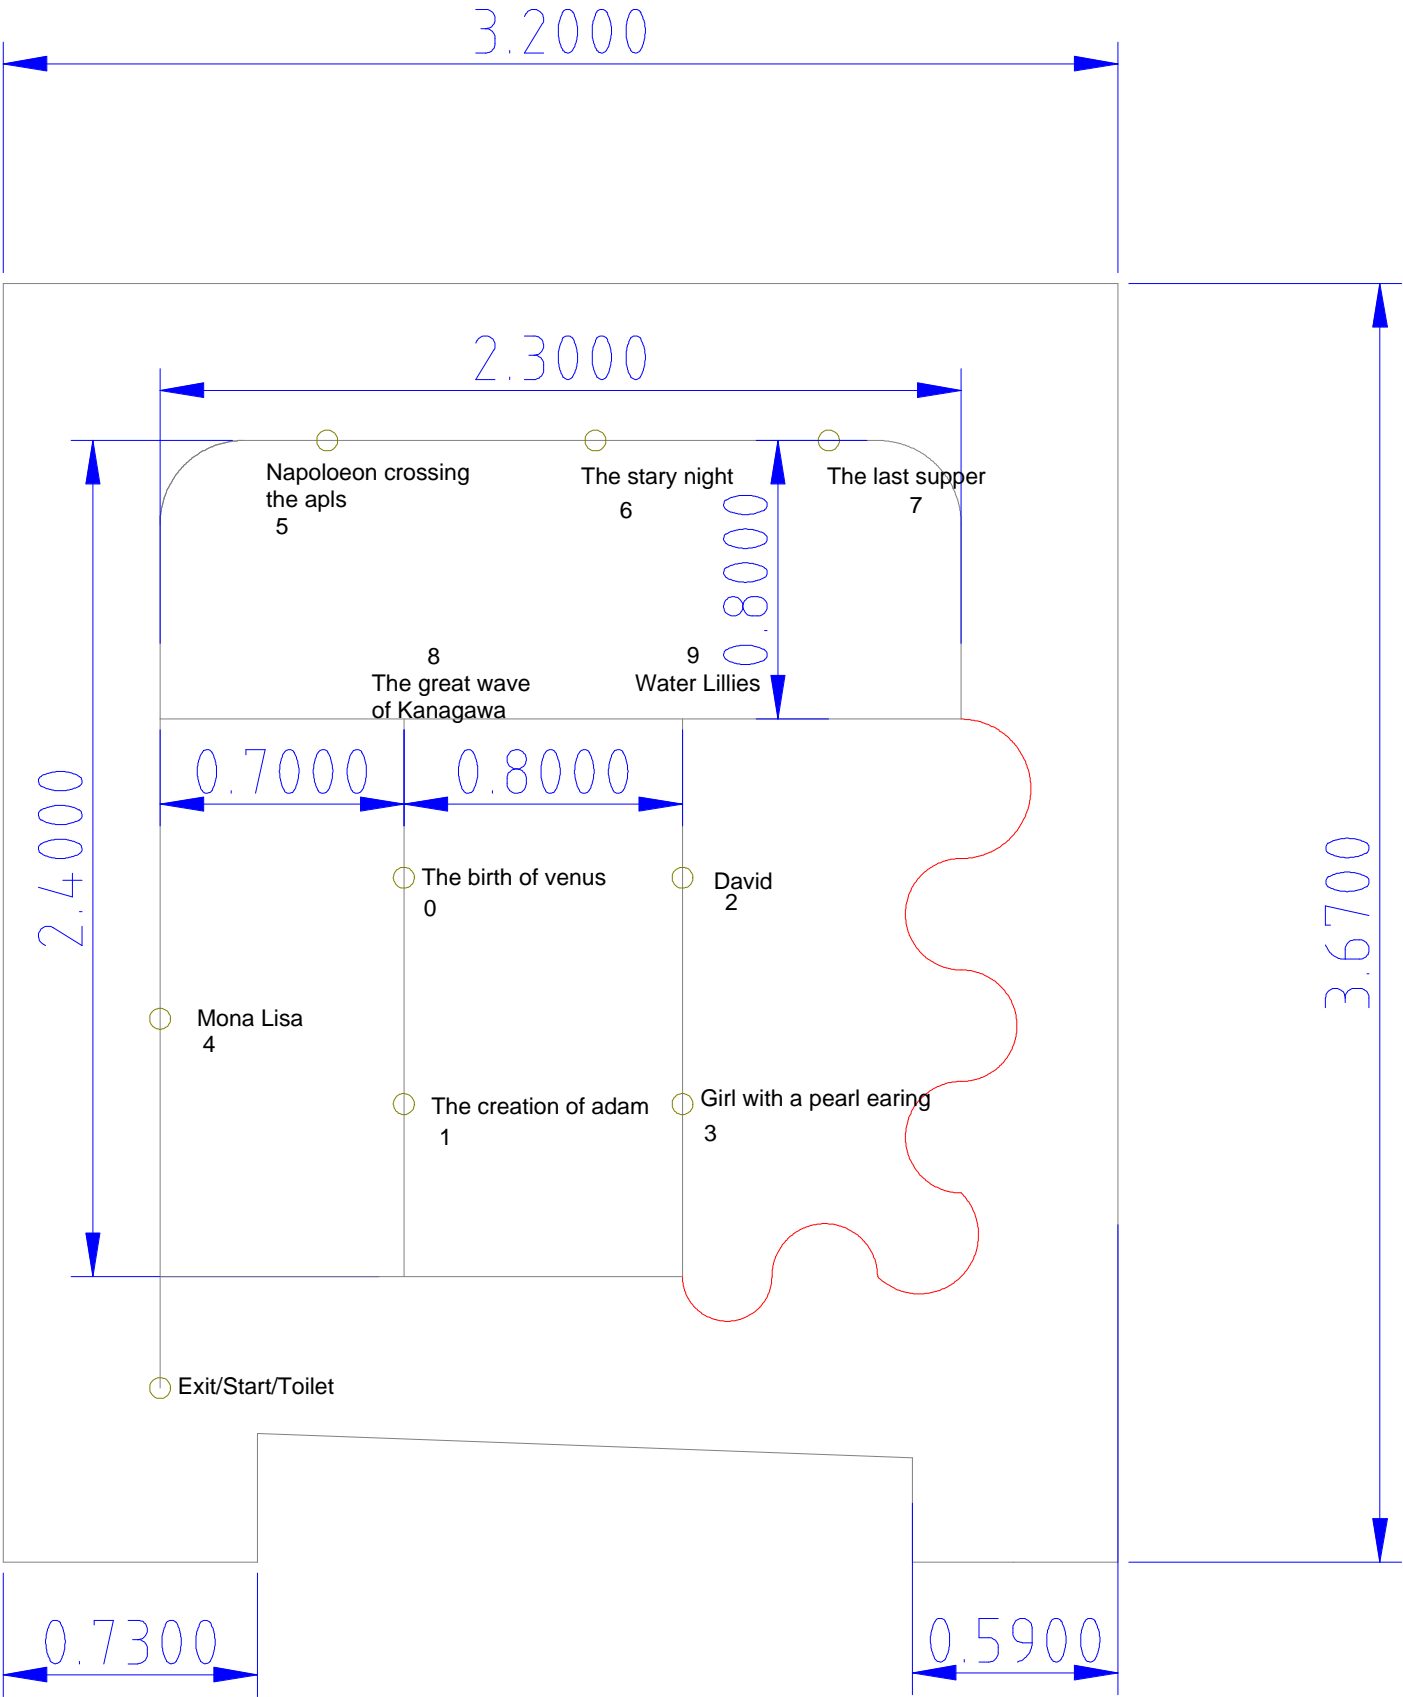 3.2000
2.3000
Napoloeon crossing
the apls
5
The stary night
6
The last supper
7
0.8000
8
The great wave
of Kanagawa
9
Water Lillies
0.7000
0.8000
2.4000
3.6700
The birth of venus
0
David
2
Mona Lisa
4
The creation of adam
1
Girl with a pearl earing
3
Exit/Start/Toilet
0.7300
0.5900